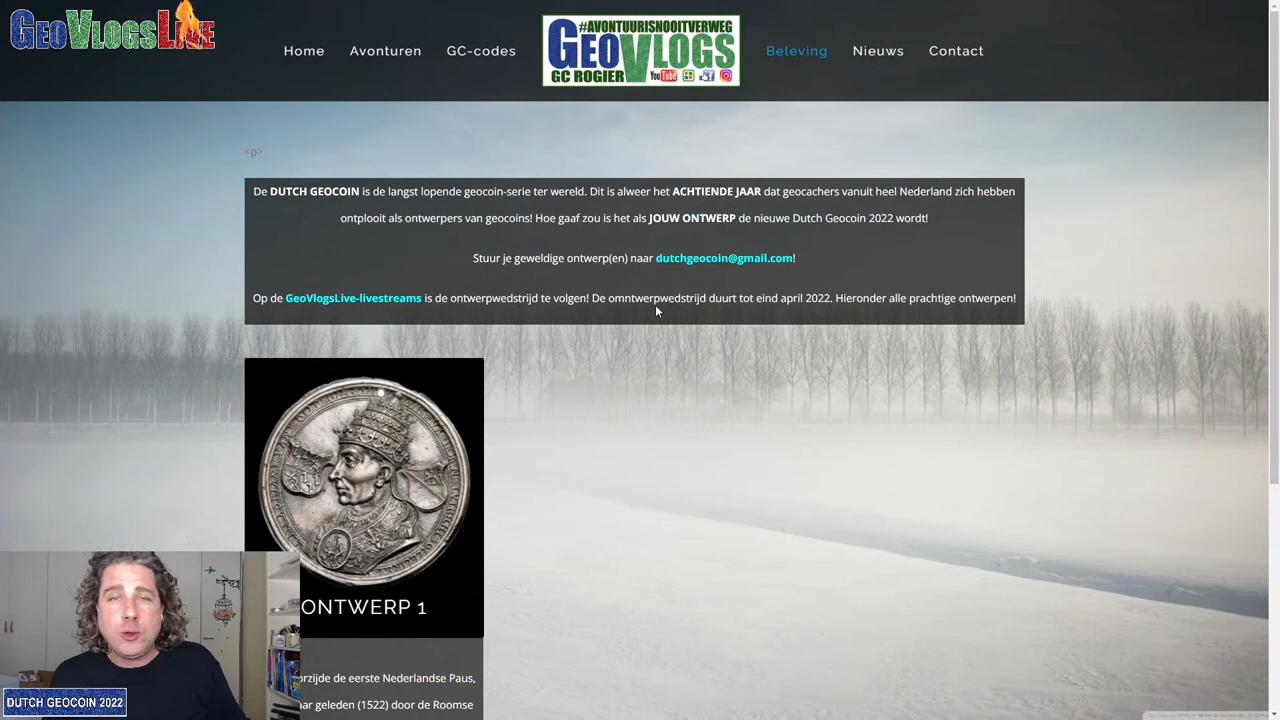 GEOVLOGSLIVE
Home
Avonturen
GC-codes
#AVONTUURISNOOITVERWEG
GEOVLOGS
GC ROGIER
YouTube
Beleving
Nieuws
Contact
<p>
De DUTCH GEOCOIN is de langst lopende geocoin-serie ter wereld. Dit is alweer het ACHTIENDE JAAR dat geocachers vanuit heel Nederland zich hebben
ontplooit als ontwerpers van geocoins! Hoe gaaf zou is het als JOUW ONTWERP de nieuwe Dutch Geocoin 2022 wordt!
Stuur je geweldige ontwerp(en) naar dutchgeocoin@gmail.com!
Op de GeoVlogsLive-livestreams is de ontwerpwedstrijd te volgen! De omntwerpwedstrijd duurt tot eind april 2022. Hieronder alle prachtige ontwerpen!
ONTWERP 1
orzijde de eerste Nederlandse Paus,
aar geleden (1522) door de Roomse
DUTCH GEOCOIN 2022